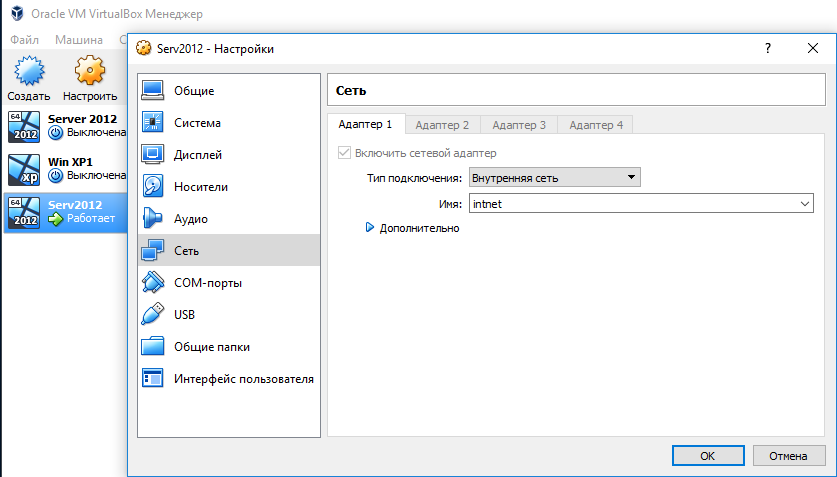 Oracle VM VirtualBox Менеджер
Файл Машина С
Создать Настроить
64
2012
Server 2012
Выключена
xp
Win XP1
Выключена
64
2012
Serv2012
Работает
Serv2012 - Настройки
?
Общие
Система
Дисплей
Носители
Аудио
Сеть
COM-порты
USB
Общие папки
Интерфейс пользователя
Сеть
Адаптер 1 Адаптер 2 Адаптер 3 Адаптер 4
Включить сетевой адаптер
Тип подключения: Внутренняя сеть
Имя: intnet
Дополнительно
OK Отмена